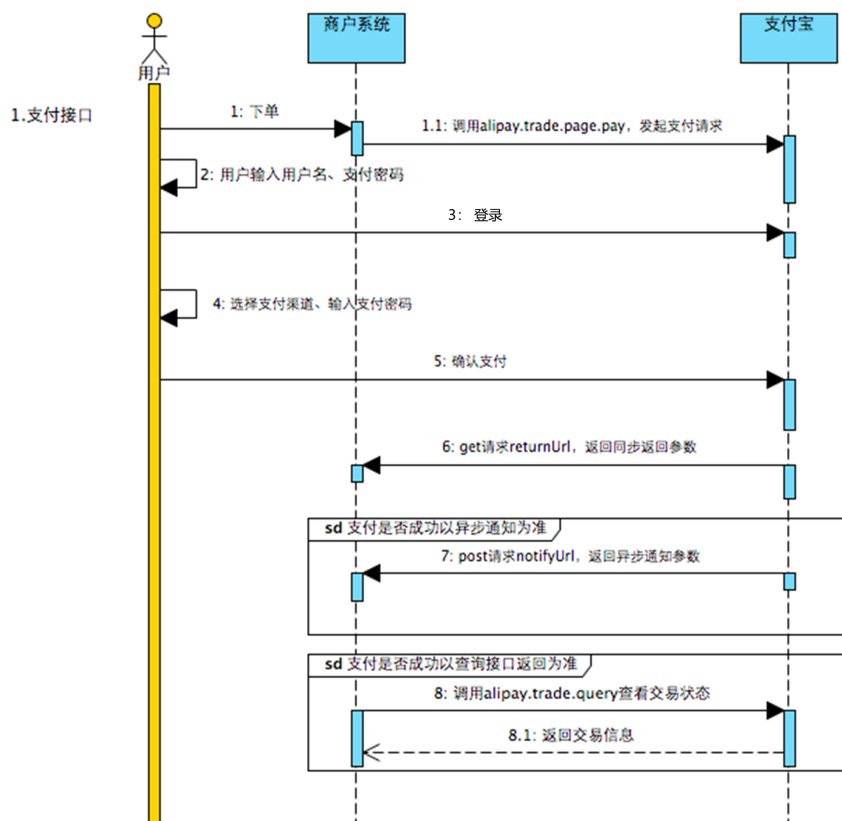 商户系统
支付宝
用户
1.支付接口
1: 下单
1.1: 调用alipay.trade.page.pay，发起支付请求
2: 用户输入用户名、支付密码
3: 登录
4: 选择支付渠道、输入支付密码
5: 确认支付
6: get请求returnUrl，返回同步返回参数
sd 支付是否成功以异步通知为准
7: post请求notifyUrl，返回异步通知参数
sd 支付是否成功以查询接口返回为准
8: 调用alipay.trade.query查看交易状态
8.1: 返回交易信息